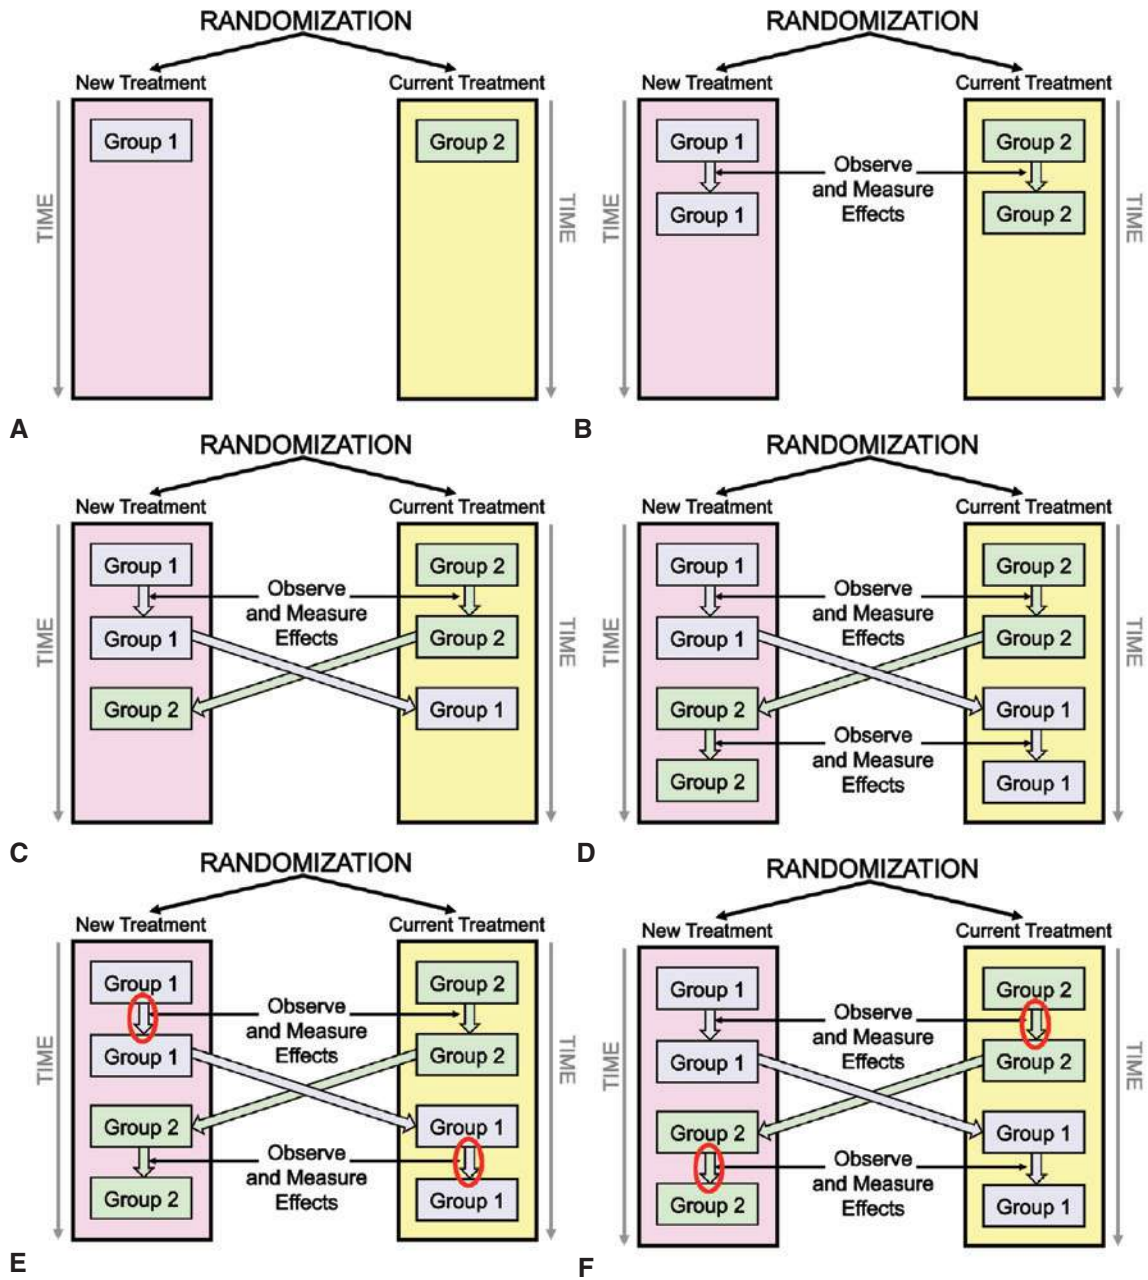 RANDOMIZATION
New Treatment Current Treatment
Group 1 Group 2
TIME TIME
A
RANDOMIZATION
New Treatment Current Treatment
Group 1 Group 2
Observe
and Measure
Effects
Group 1 Group 2
TIME TIME
B
RANDOMIZATION
New Treatment Current Treatment
Group 1 Group 2
Observe
and Measure
Effects
Group 1 Group 2
Group 2 Group 1
TIME TIME
C
RANDOMIZATION
New Treatment Current Treatment
Group 1 Group 2
Observe
and Measure
Effects
Group 1 Group 2
Group 2 Group 1
Observe
and Measure
Effects
Group 2 Group 1
TIME TIME
D
RANDOMIZATION
New Treatment Current Treatment
Group 1 Group 2
Observe
and Measure
Effects
Group 1 Group 2
Group 2 Group 1
Observe
and Measure
Effects
Group 2 Group 1
TIME TIME
E
RANDOMIZATION
New Treatment Current Treatment
Group 1 Group 2
Observe
and Measure
Effects
Group 1 Group 2
Group 2 Group 1
Observe
and Measure
Effects
Group 2 Group 1
TIME TIME
F